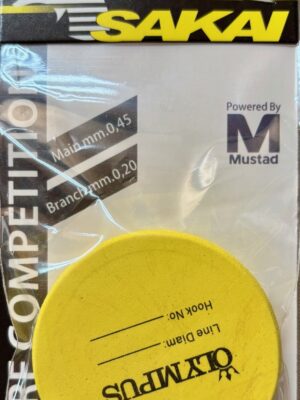 SAKAI
Powered By
M
Mustad
Main mm.0,45
Branch mm.0,20
COMPETITION
Hook No:
Line Diam:
OLYMPUS